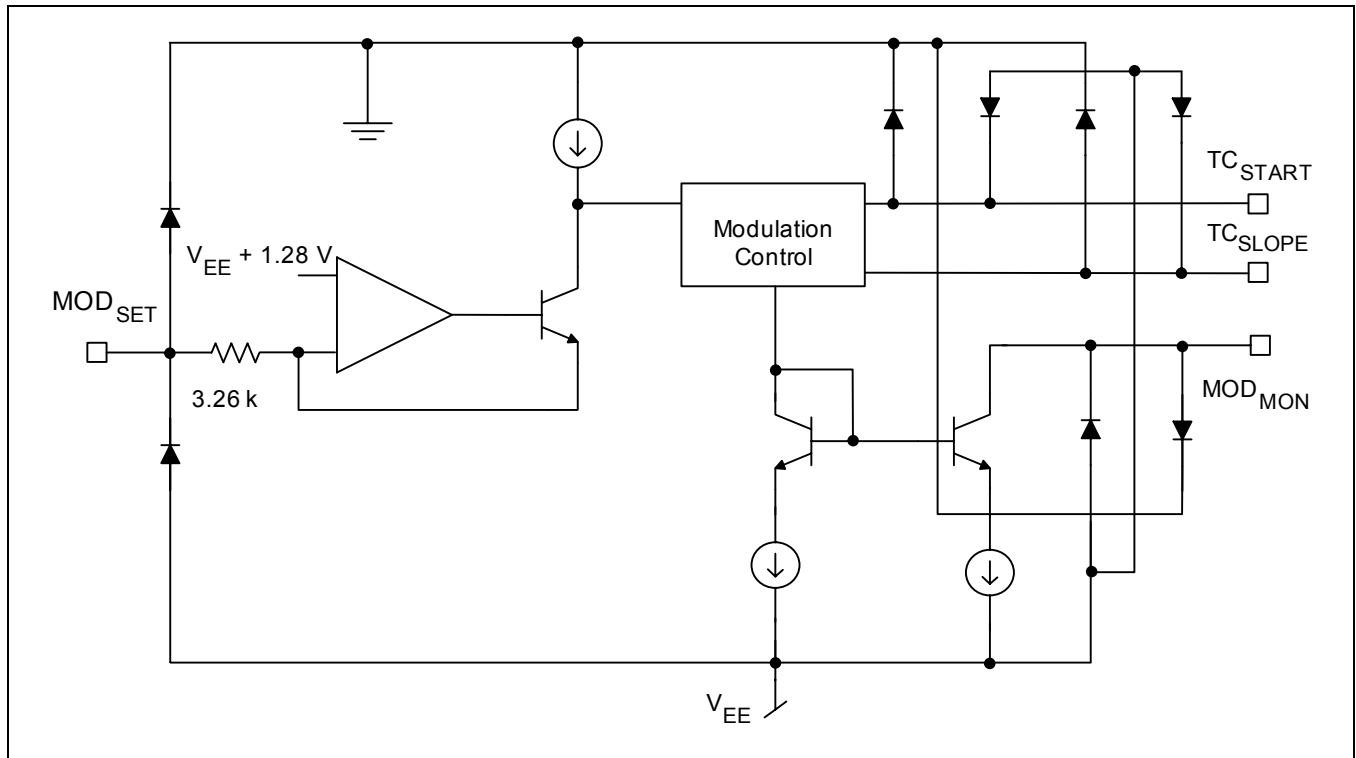 TC_START
V_EE + 1.28 V
Modulation
Control
TC_SLOPE
MOD_SET
3.26 k
MOD_MON
V_EE